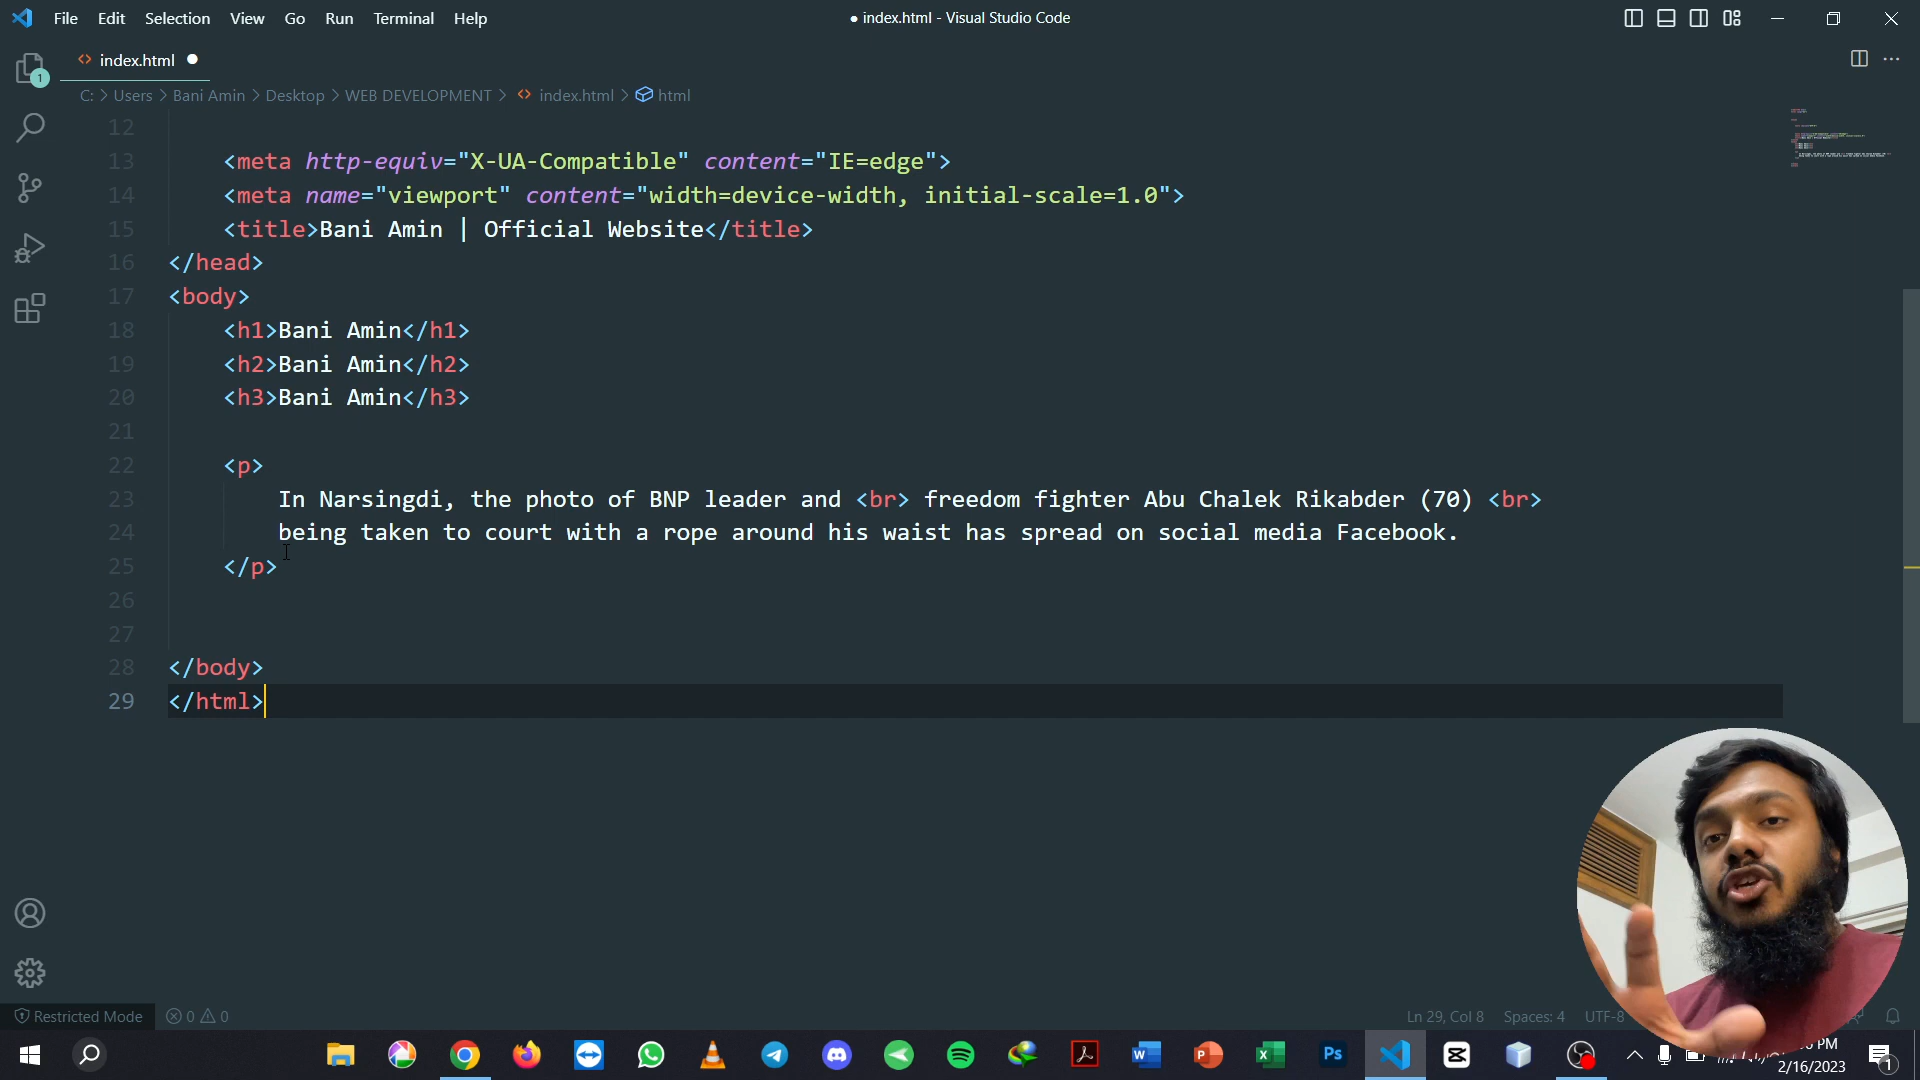 File Edit Selection View Go Run Terminal Help
● index.html - Visual Studio Code
1
<> index.html ●
C: > Users > Bani Amin > Desktop > WEB DEVELOPMENT > <> index.html > html
12
13 <meta http-equiv="X-UA-Compatible" content="IE=edge">
14 <meta name="viewport" content="width=device-width, initial-scale=1.0">
15 <title>Bani Amin | Official Website</title>
16 </head>
17 <body>
18 <h1>Bani Amin</h1>
19 <h2>Bani Amin</h2>
20 <h3>Bani Amin</h3>
21
22 <p>
23 In Narsingdi, the photo of BNP leader and <br> freedom fighter Abu Chalek Rikabder (70) <br>
24 being taken to court with a rope around his waist has spread on social media Facebook.
25 </p>
26
27
28 </body>
29 </html>
Restricted Mode 0 0
Ln 29, Col 8 Spaces: 4 UTF-8
Ps
PM
2/16/2023
1